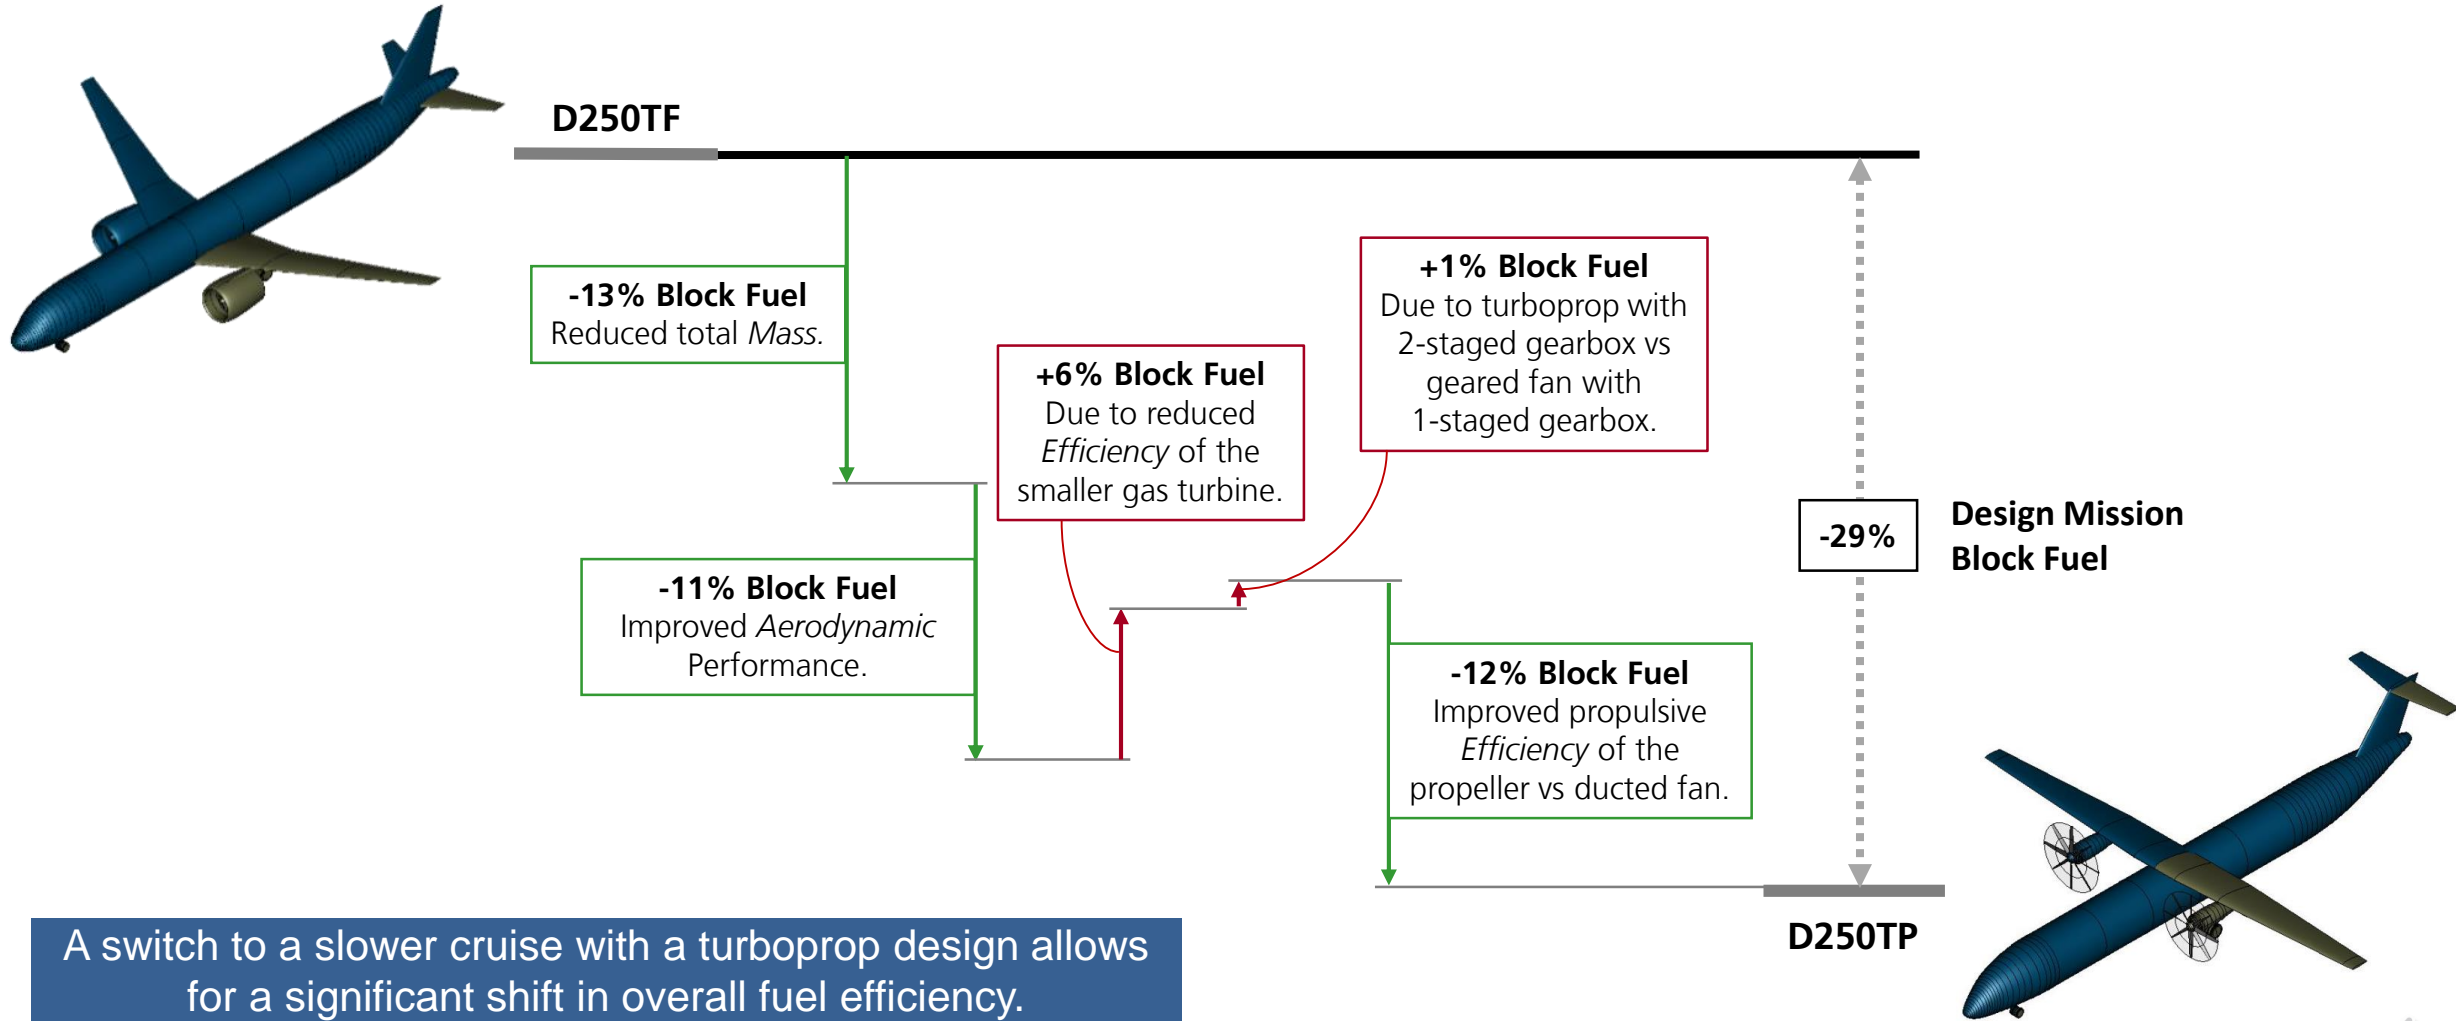 D250TF
-13% Block Fuel
Reduced total Mass.
+6% Block Fuel
Due to reduced
Efficiency of the
smaller gas turbine.
+1% Block Fuel
Due to turboprop with
2-staged gearbox vs
geared fan with
1-staged gearbox.
-11% Block Fuel
Improved Aerodynamic
Performance.
-12% Block Fuel
Improved propulsive
Efficiency of the
propeller vs ducted fan.
-29%
Design Mission
Block Fuel
D250TP
A switch to a slower cruise with a turboprop design allows
for a significant shift in overall fuel efficiency.